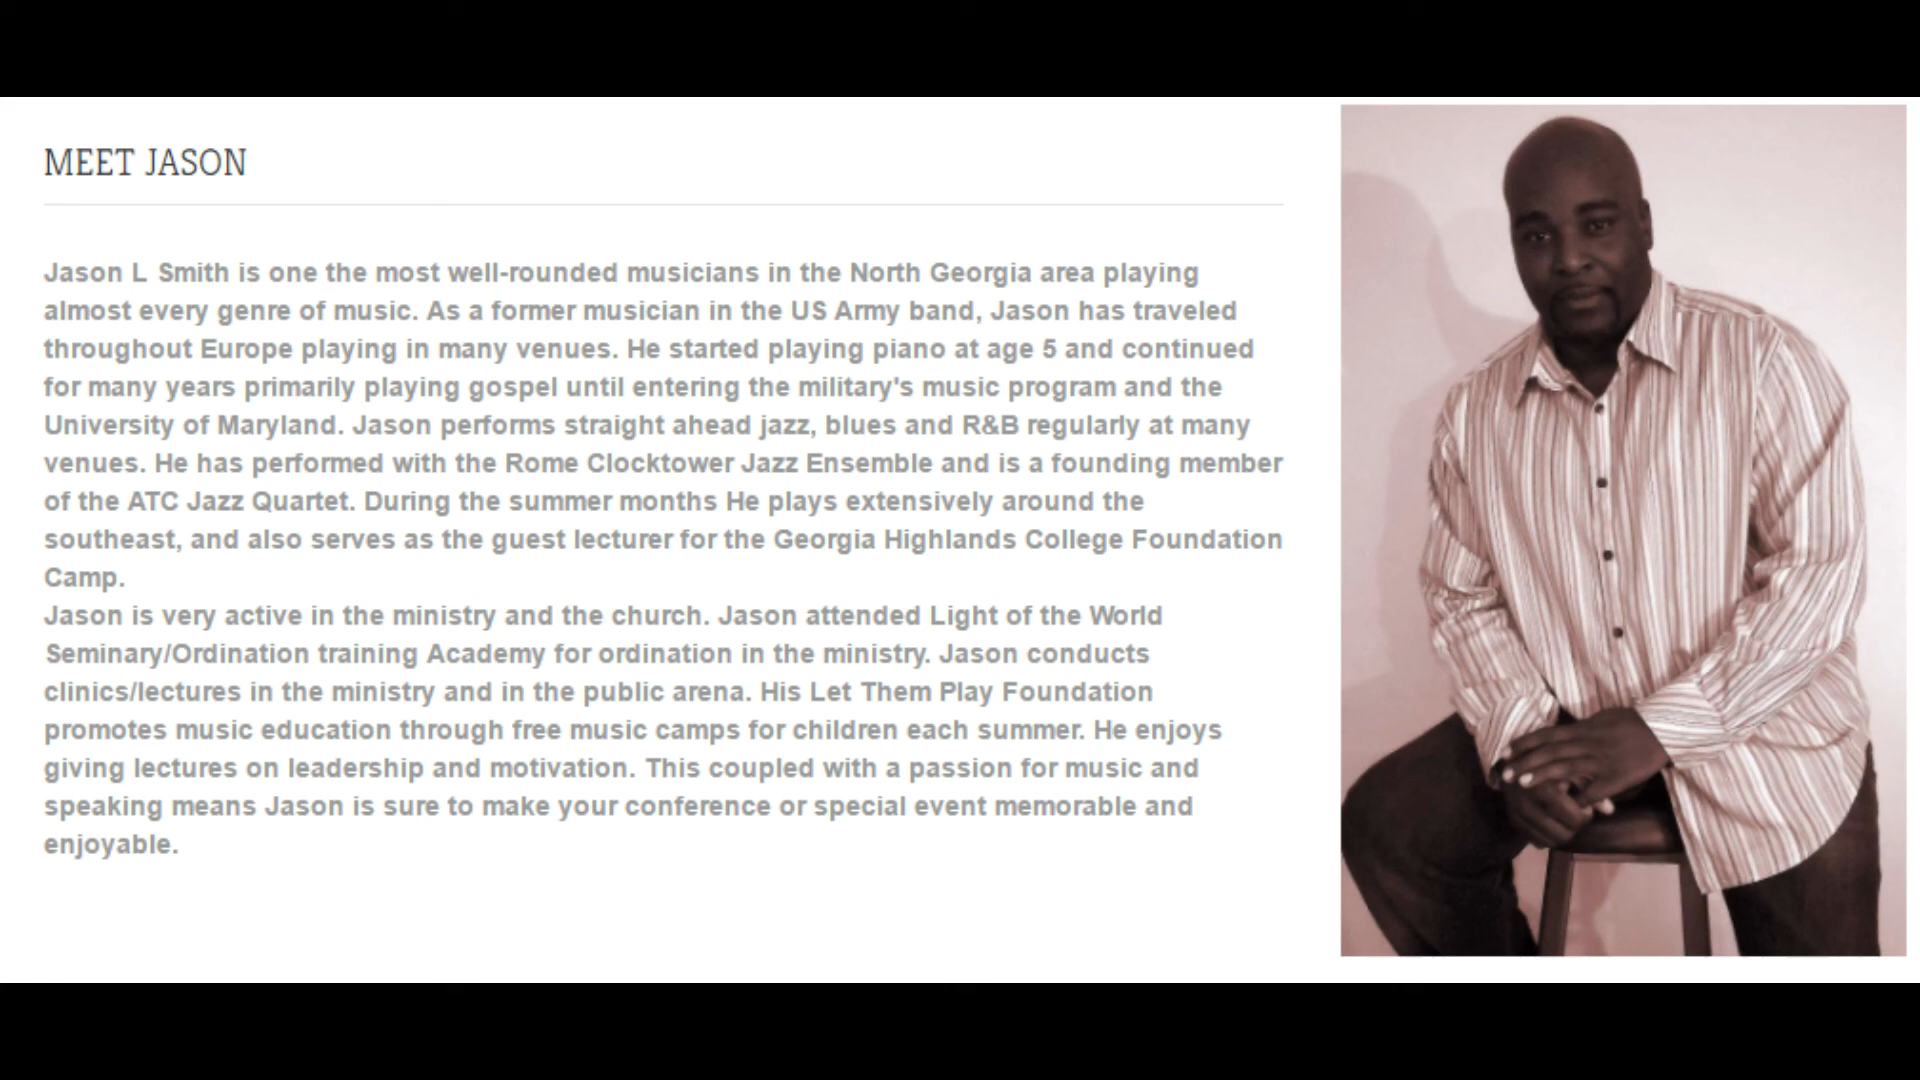 MEET JASON
Jason L Smith is one the most well-rounded musicians in the North Georgia area playing
almost every genre of music. As a former musician in the US Army band, Jason has traveled
throughout Europe playing in many venues. He started playing piano at age 5 and continued
for many years primarily playing gospel until entering the military's music program and the
University of Maryland. Jason performs straight ahead jazz, blues and R&B regularly at many
venues. He has performed with the Rome Clocktower Jazz Ensemble and is a founding member
of the ATC Jazz Quartet. During the summer months He plays extensively around the
southeast, and also serves as the guest lecturer for the Georgia Highlands College Foundation
Camp.
Jason is very active in the ministry and the church. Jason attended Light of the World
Seminary/Ordination training Academy for ordination in the ministry. Jason conducts
clinics/lectures in the ministry and in the public arena. His Let Them Play Foundation
promotes music education through free music camps for children each summer. He enjoys
giving lectures on leadership and motivation. This coupled with a passion for music and
speaking means Jason is sure to make your conference or special event memorable and
enjoyable.